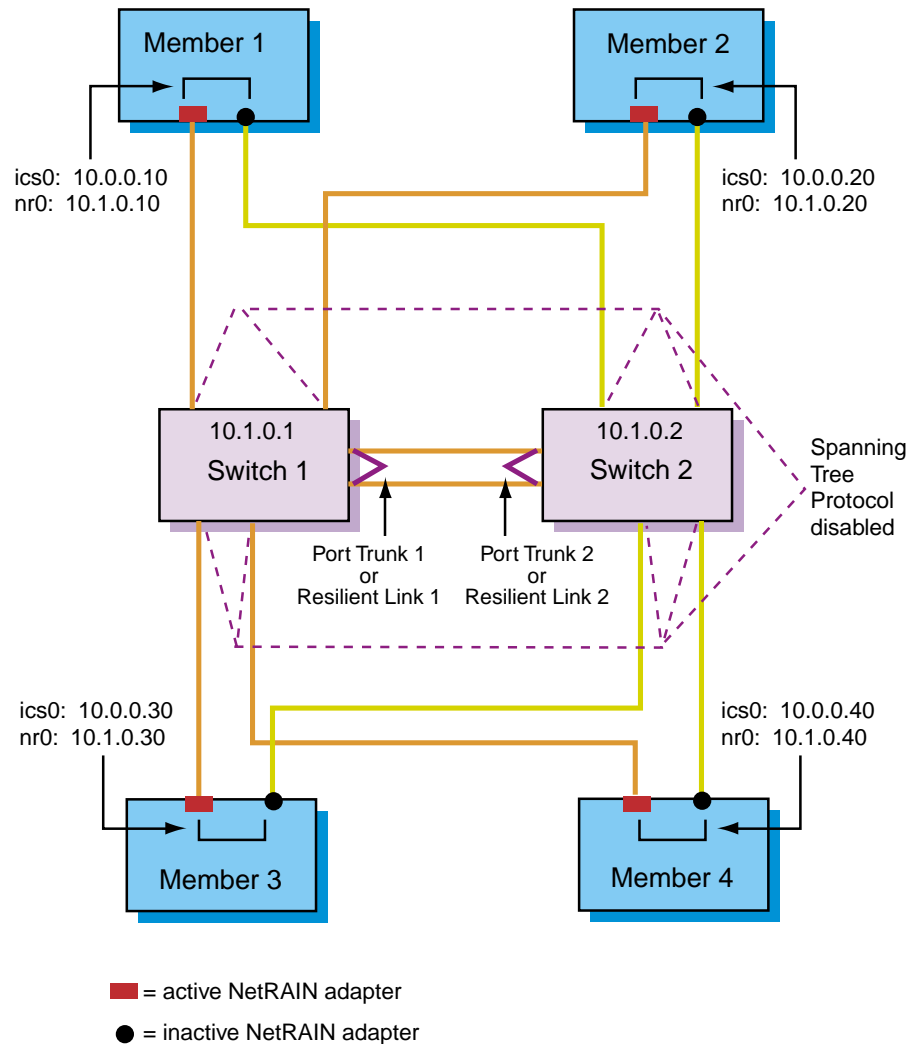 Member 1
Member 2
ics0: 10.0.0.10
nr0: 10.1.0.10
ics0: 10.0.0.20
nr0: 10.1.0.20
10.1.0.1
Switch 1
10.1.0.2
Switch 2
Spanning
Tree
Protocol
disabled
Port Trunk 1
or
Resilient Link 1
Port Trunk 2
or
Resilient Link 2
ics0: 10.0.0.30
nr0: 10.1.0.30
ics0: 10.0.0.40
nr0: 10.1.0.40
Member 3
Member 4
= active NetRAIN adapter
= inactive NetRAIN adapter